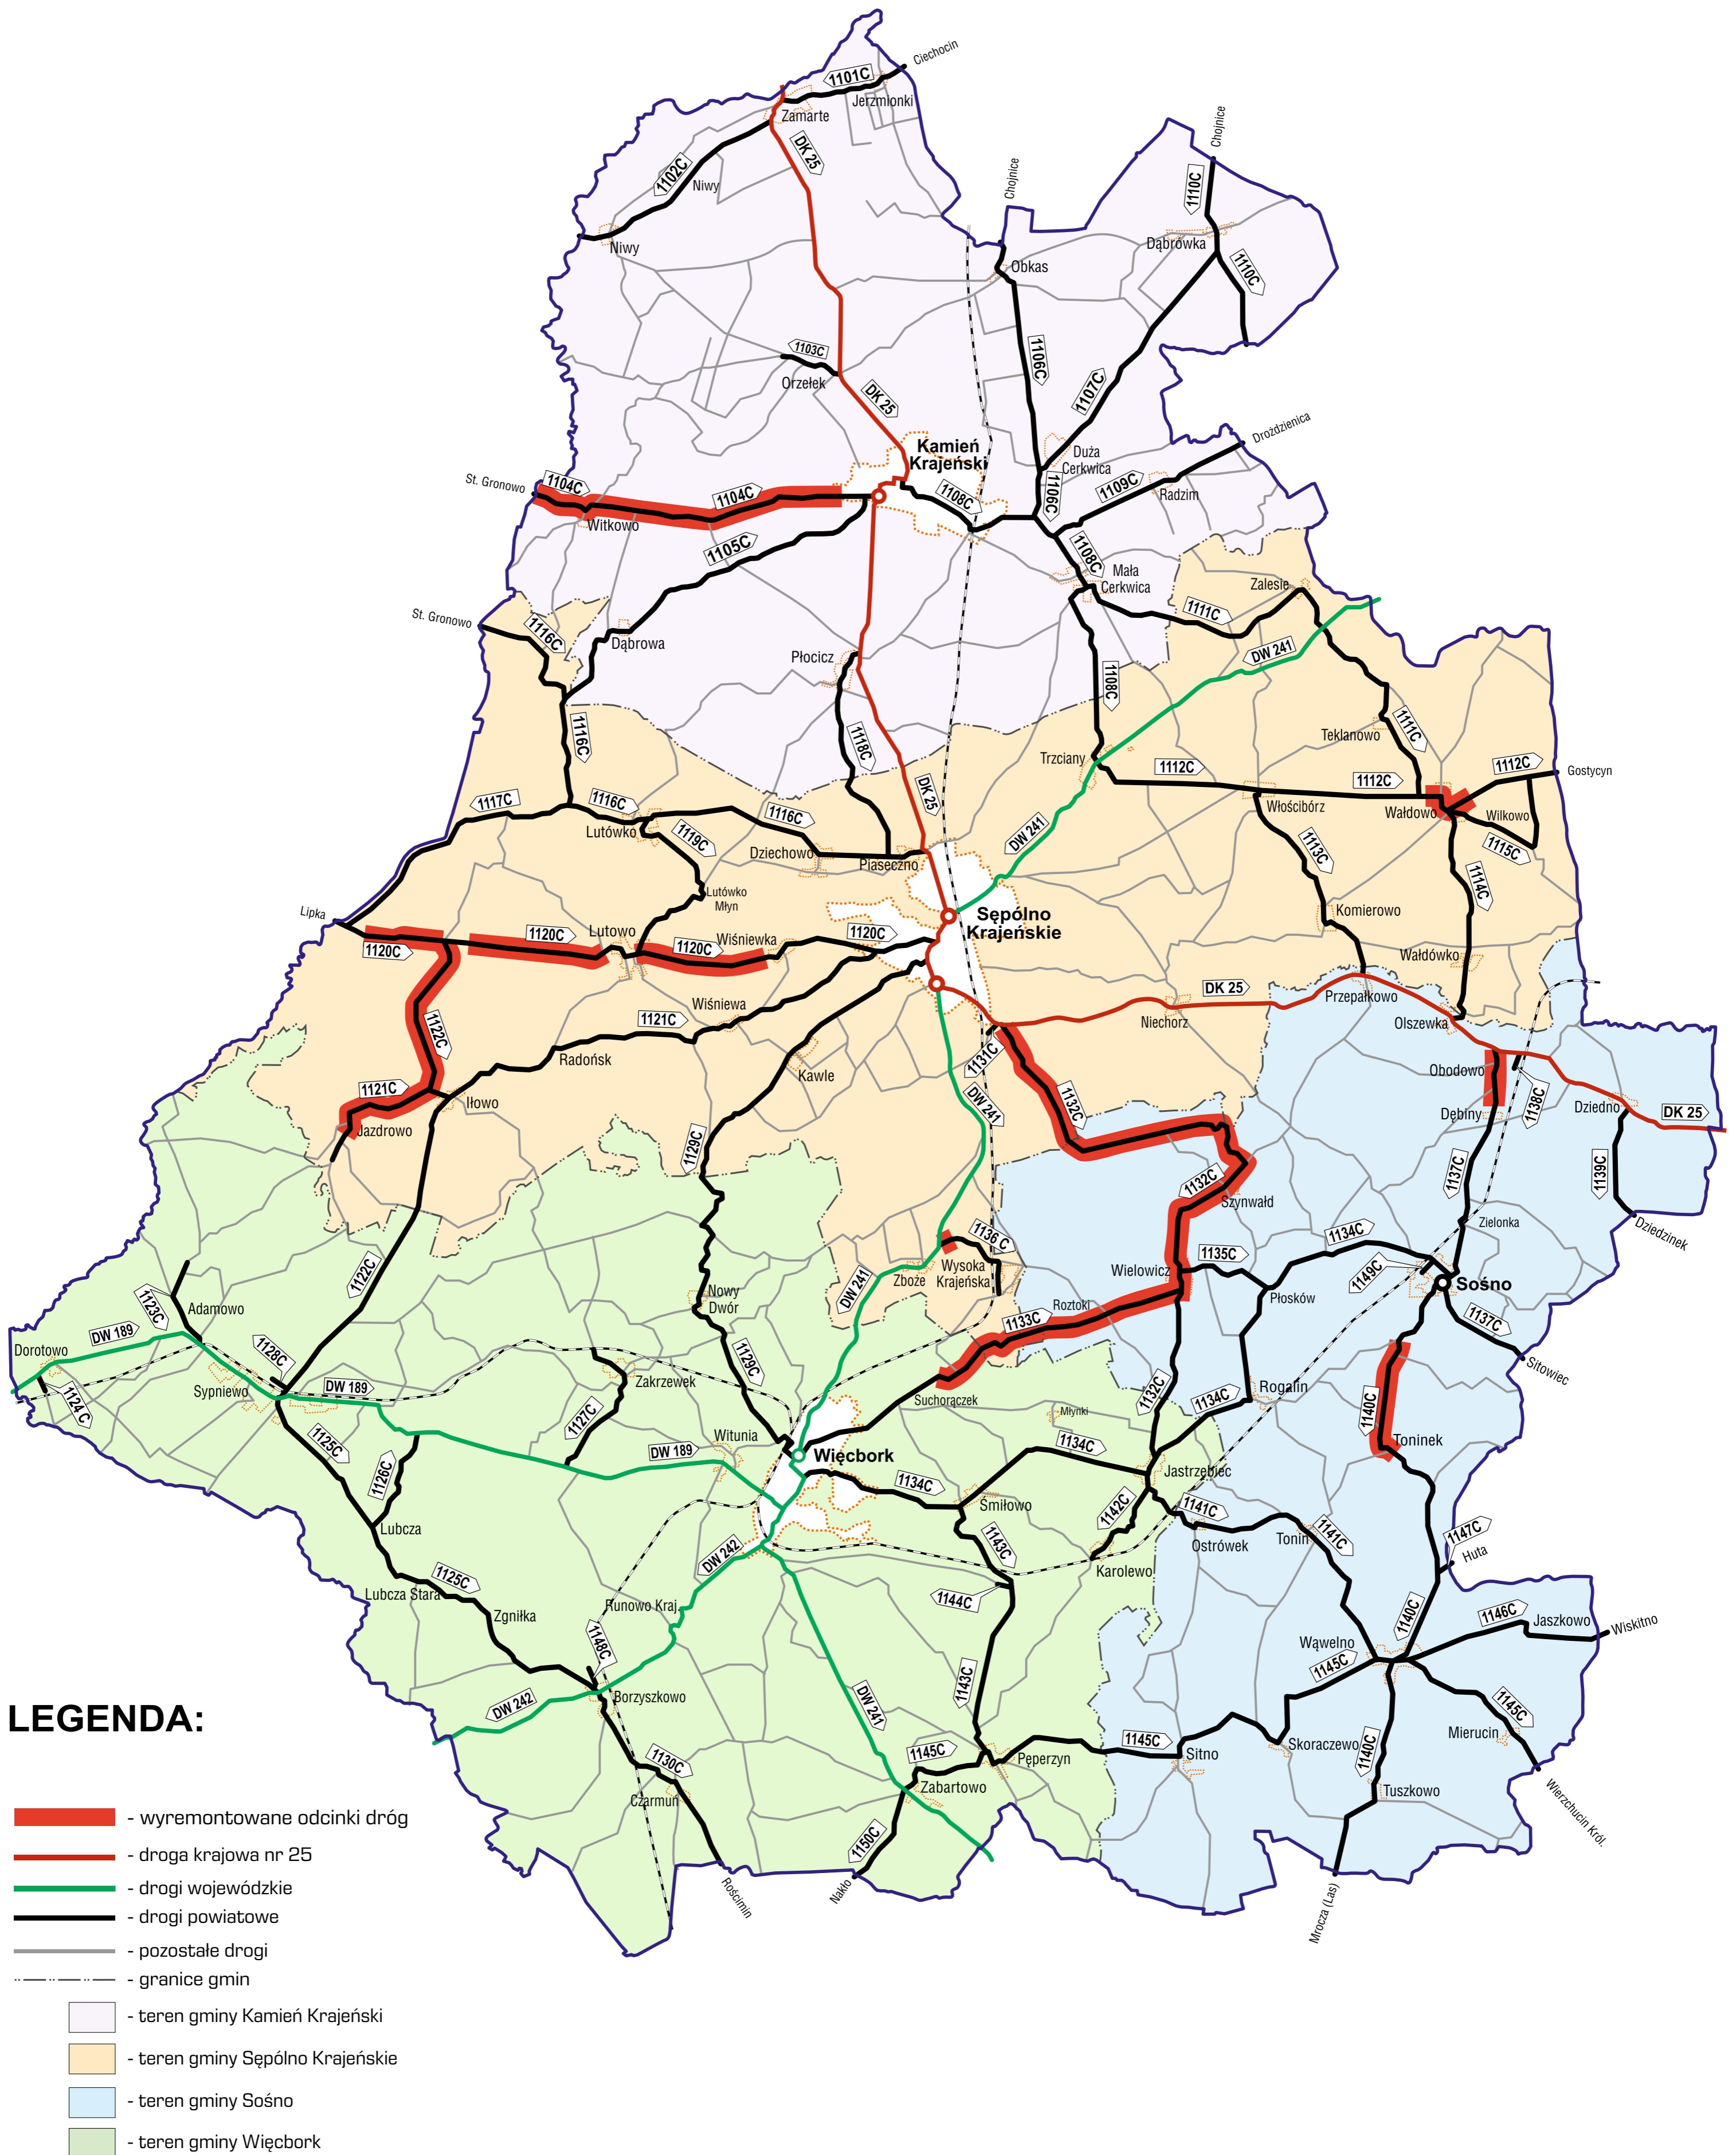 Ciechocin
1101C
Jerzmionki
Zamarte
DK 25
1102C
Niwy
Niwy
Chojnice
Chojnice
1110C
Dąbrówka
1110C
Obkas
1103C
Orzełek
1106C
1107C
DK 25
Kamień
Krajeński
Duża
Cerkwica
Drożdzienica
1109C
Radzim
1106C
St. Gronowo
1104C
1104C
Witkowo
1108C
1105C
1108C
Mała
Cerkwica
Zalesie
1111C
St. Gronowo
1116C
Dąbrowa
Płocicz
DW 241
1108C
1116C
1118C
Teklanowo
1111C
Trzciany
1112C
1112C
1112C
Gostycyn
DK 25
Włościbórz
Wałdowo
Wilkowo
1117C
1116C
Lutówko
1116C
1119C
DW 241
1113C
1115C
Dziechowo
Piaseczno
1114C
Lutówko
Młyn
Lipka
Sępólno
Krajeńskie
Komierowo
1120C
1120C
Lutowo
1120C
Wiśniewka
1120C
Wałdówko
Przepałkowo
DK 25
Niechorz
Olszewka
Wiśniewa
1121C
1122C
Radońsk
1131C
Kawle
Obodowo
1138C
1121C
Iłowo
DW 241
1132C
Dębiny
Dziedno
DK 25
Jazdrowo
1129C
1137C
1139C
1132C
Szynwałd
Zielonka
Dziedzinek
1136 C
1134C
1122C
Zboże
Wysoka
Krajeńska
Wielowicz
1135C
1149C
Sośno
Płosków
Nowy
Dwór
DW 241
Roztoki
1133C
1137C
1123C
Adamowo
DW 189
Dorotowo
Sitowiec
1128C
1129C
1124 C
Sypniewo
DW 189
Zakrzewek
Suchorączek
1132C
Rogalin
1134C
1140C
Młynki
1127C
Toninek
1125C
Witunia
DW 189
Więcbork
1134C
Jastrzębiec
1126C
1134C
Śmiłowo
1142C
1141C
Lubcza
1143C
Ostrówek
Tonin
1141C
1147C
Huta
DW 242
Karolewo
1125C
Lubcza Stara
1144C
Runowo Kraj.
Zgniłka
1140C
1146C
Jaszkowo
Wiskitno
1148C
Wąwelno
1145C
1143C
Borzyszkowo
DW 242
DW 241
1145C
Mierucin
1145C
1145C
Pęperzyn
Sitno
Skoraczewo
1140C
1130C
Czarmuń
Zabartowo
Tuszkowo
Wierzchucin Król.
1150C
Nakło
Rościmin
Mrocza (Las)
LEGENDA:
- wyremontowane odcinki dróg
- droga krajowa nr 25
- drogi wojewódzkie
- drogi powiatowe
- pozostałe drogi
- granice gmin
- teren gminy Kamień Krajeński
- teren gminy Sępólno Krajeńskie
- teren gminy Sośno
- teren gminy Więcbork